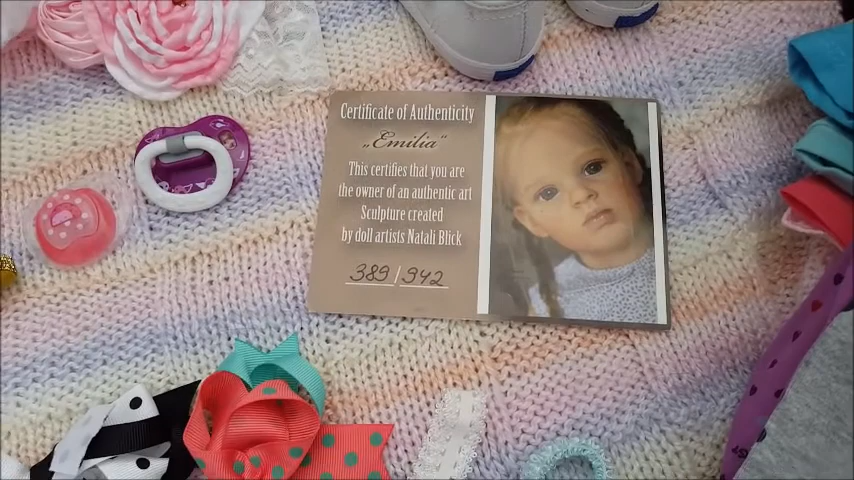 Certificate of Authenticity
„Emilia“
This certifies that you are
the owner of an authentic art
Sculpture created
by doll artists Natali Blick
389/942